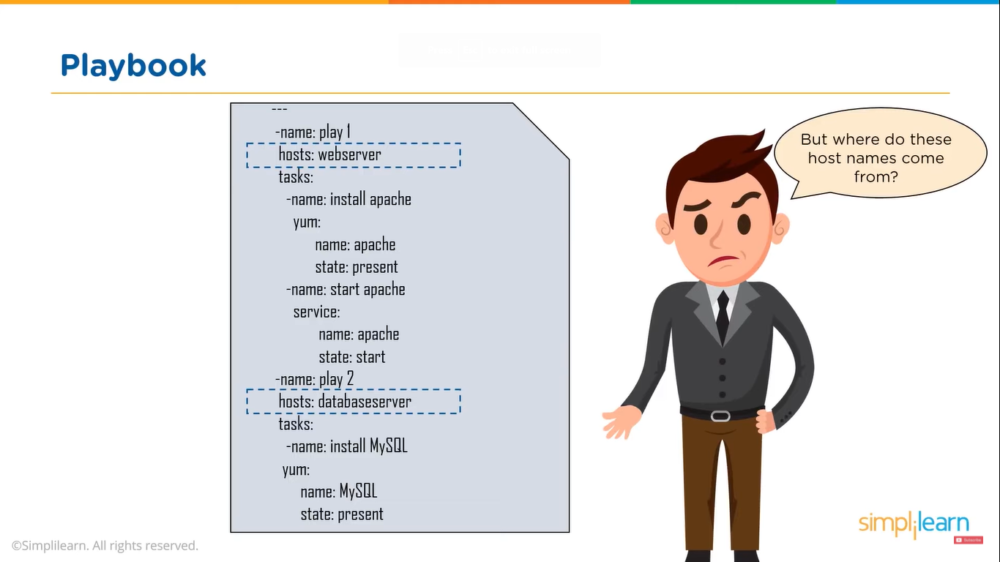 Playbook
---
-name: play 1
hosts: webserver
tasks:
-name: install apache
yum:
name: apache
state: present
-name: start apache
service:
name: apache
state: start
-name: play 2
hosts: databaseserver
tasks:
-name: install MySQL
yum:
name: MySQL
state: present
But where do these
host names come
from?
simplilearn
Subscribe
©Simplilearn. All rights reserved.